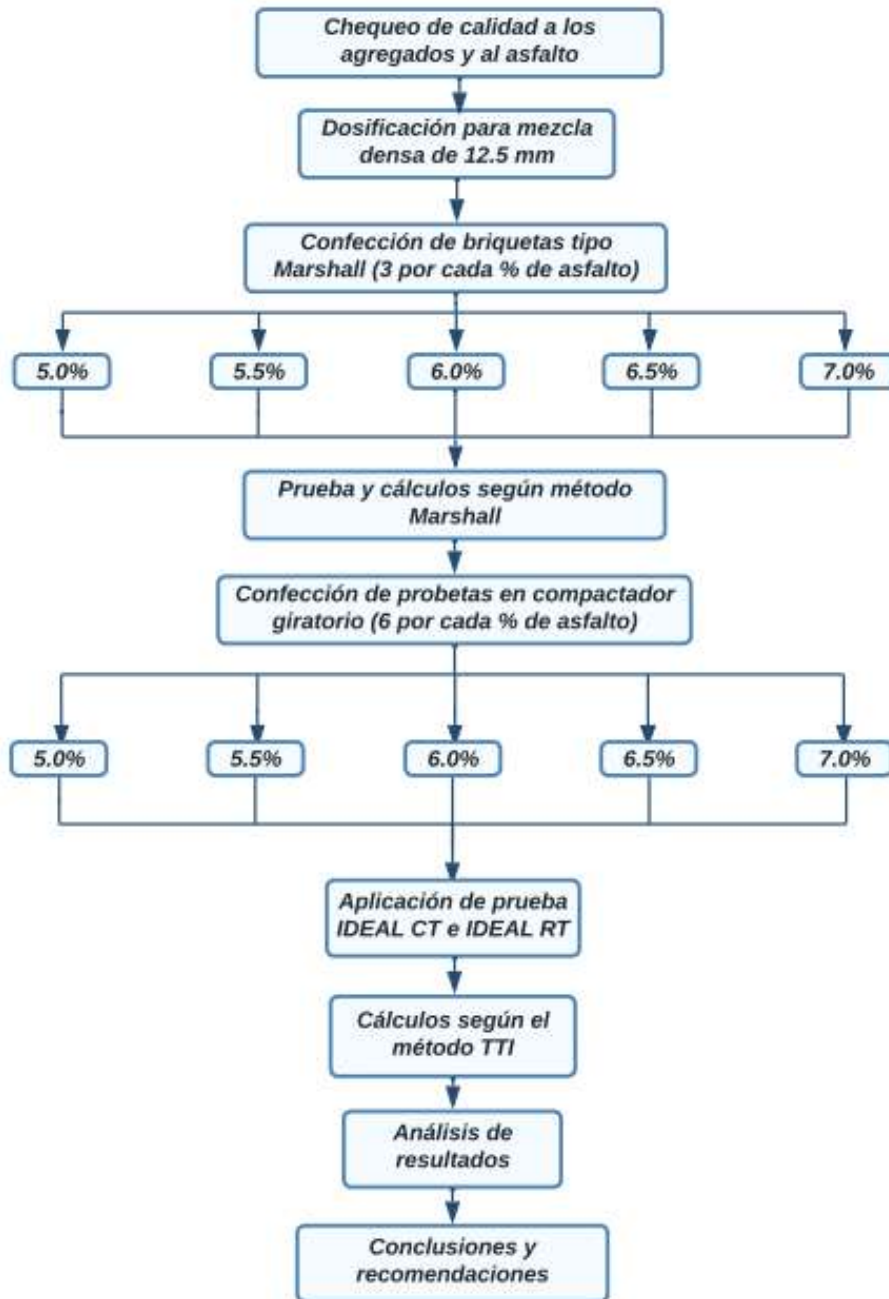 Chequeo de calidad a los
agregados y al asfalto
Dosificación para mezcla
densa de 12.5 mm
Confección de briquetas tipo
Marshall (3 por cada % de asfalto)
5.0%
5.5%
6.0%
6.5%
7.0%
Prueba y cálculos según método
Marshall
Confección de probetas en compactador
giratorio (6 por cada % de asfalto)
5.0%
5.5%
6.0%
6.5%
7.0%
Aplicación de prueba
IDEAL CT e IDEAL RT
Cálculos según el
método TTI
Análisis de
resultados
Conclusiones y
recomendaciones